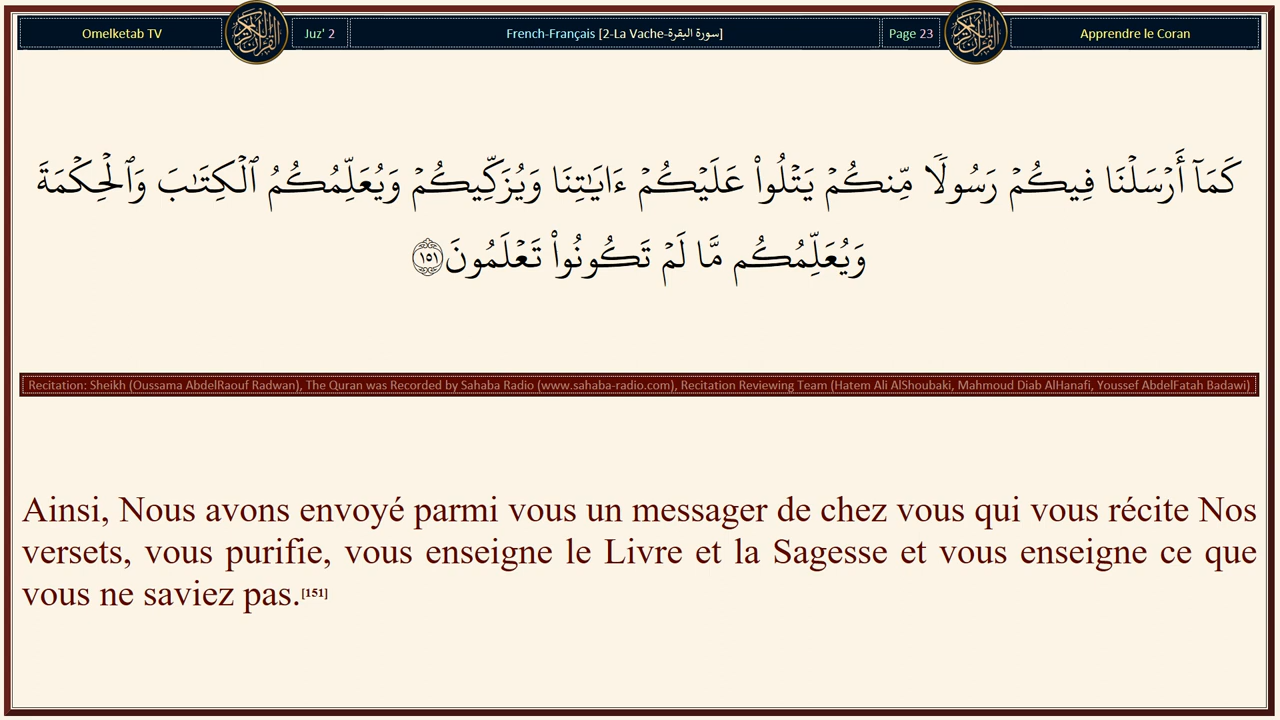 Omelketab TV
Juz' 2
French-Français [2-La Vache-سورة البقرة]
Page 23
Apprendre le Coran
كَمَآ أَرۡسَلۡنَا فِيكُمۡ رَسُولٗا مِّنكُمۡ يَتۡلُواْ عَلَيۡكُمۡ ءَايَٰتِنَا وَيُزَكِّيكُمۡ وَيُعَلِّمُكُمُ ٱلۡكِتَٰبَ وَٱلۡحِكۡمَةَ
وَيُعَلِّمُكُم مَّا لَمۡ تَكُونُواْ تَعۡلَمُونَ ١٥١
Recitation: Sheikh (Oussama AbdelRaouf Radwan), The Quran was Recorded by Sahaba Radio (www.sahaba-radio.com), Recitation Reviewing Team (Hatem Ali AlShoubaki, Mahmoud Diab AlHanafi, Youssef AbdelFatah Badawi)
Ainsi, Nous avons envoyé parmi vous un messager de chez vous qui vous récite Nos
versets, vous purifie, vous enseigne le Livre et la Sagesse et vous enseigne ce que
vous ne saviez pas.[151]